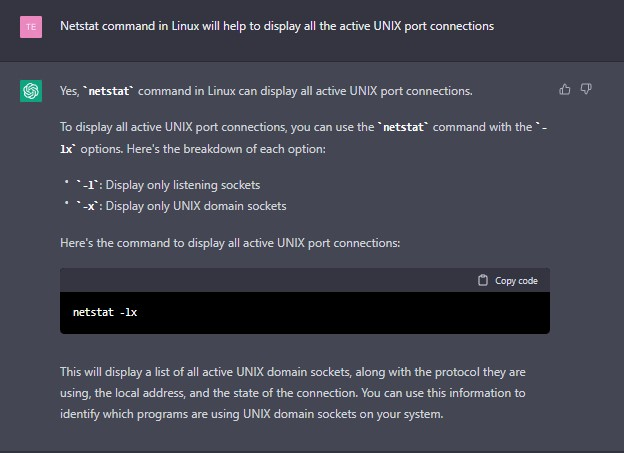 TE
Netstat command in Linux will help to display all the active UNIX port connections
Yes, `netstat` command in Linux can display all active UNIX port connections.
To display all active UNIX port connections, you can use the `netstat` command with the `-
lx` options. Here's the breakdown of each option:
• `-l`: Display only listening sockets
• `-x`: Display only UNIX domain sockets
Here's the command to display all active UNIX port connections:
Copy code
netstat -lx
This will display a list of all active UNIX domain sockets, along with the protocol they are
using, the local address, and the state of the connection. You can use this information to
identify which programs are using UNIX domain sockets on your system.